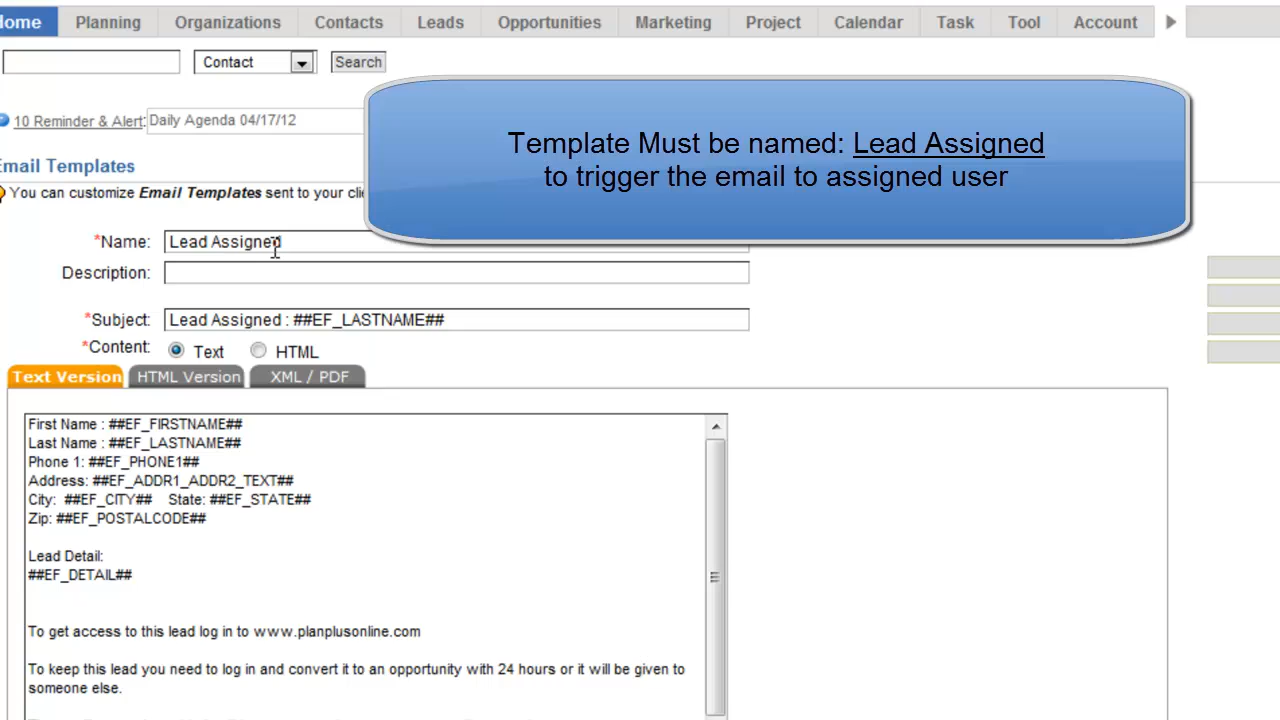 Home Planning Organizations Contacts Leads Opportunities Marketing Project Calendar Task Tool Account
Contact Search
10 Reminder & Alert: Daily Agenda 04/17/12
Template Must be named: Lead Assigned
to trigger the email to assigned user
Email Templates
You can customize Email Templates sent to your
*Name: Lead Assigned
Description:
*Subject: Lead Assigned : ##EF_LASTNAME##
*Content: Text HTML
Text Version HTML Version XML / PDF
First Name : ##EF_FIRSTNAME##
Last Name : ##EF_LASTNAME##
Phone 1: ##EF_PHONE1##
Address: ##EF_ADDR1_ADDR2_TEXT##
City: ##EF_CITY## State: ##EF_STATE##
Zip: ##EF_POSTALCODE##
Lead Detail:
##EF_DETAIL##
To get access to this lead log in to www.planplusonline.com
To keep this lead you need to log in and convert it to an opportunity with 24 hours or it will be given to
someone else.